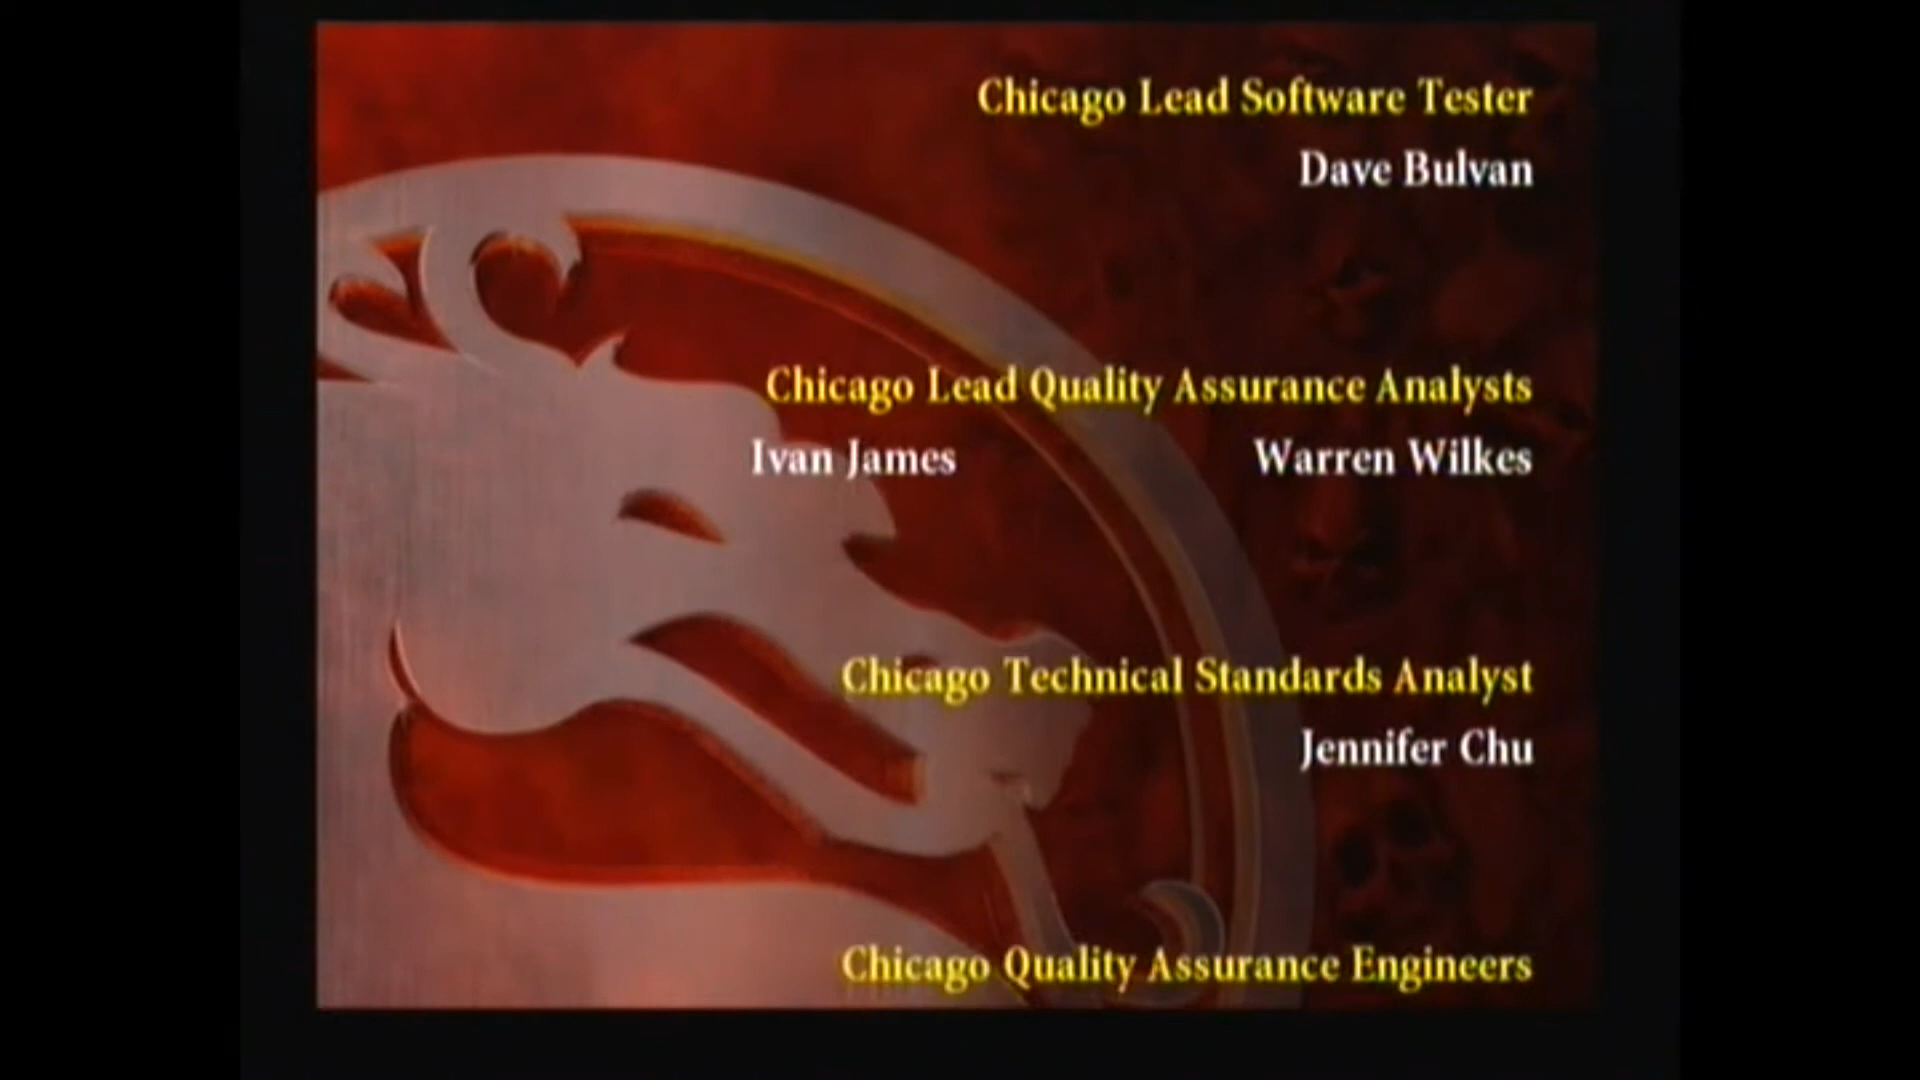 Chicago Lead Software Tester
Dave Bulvan
Chicago Lead Quality Assurance Analysts
Ivan James Warren Wilkes
Chicago Technical Standards Analyst
Jennifer Chu
Chicago Quality Assurance Engineers